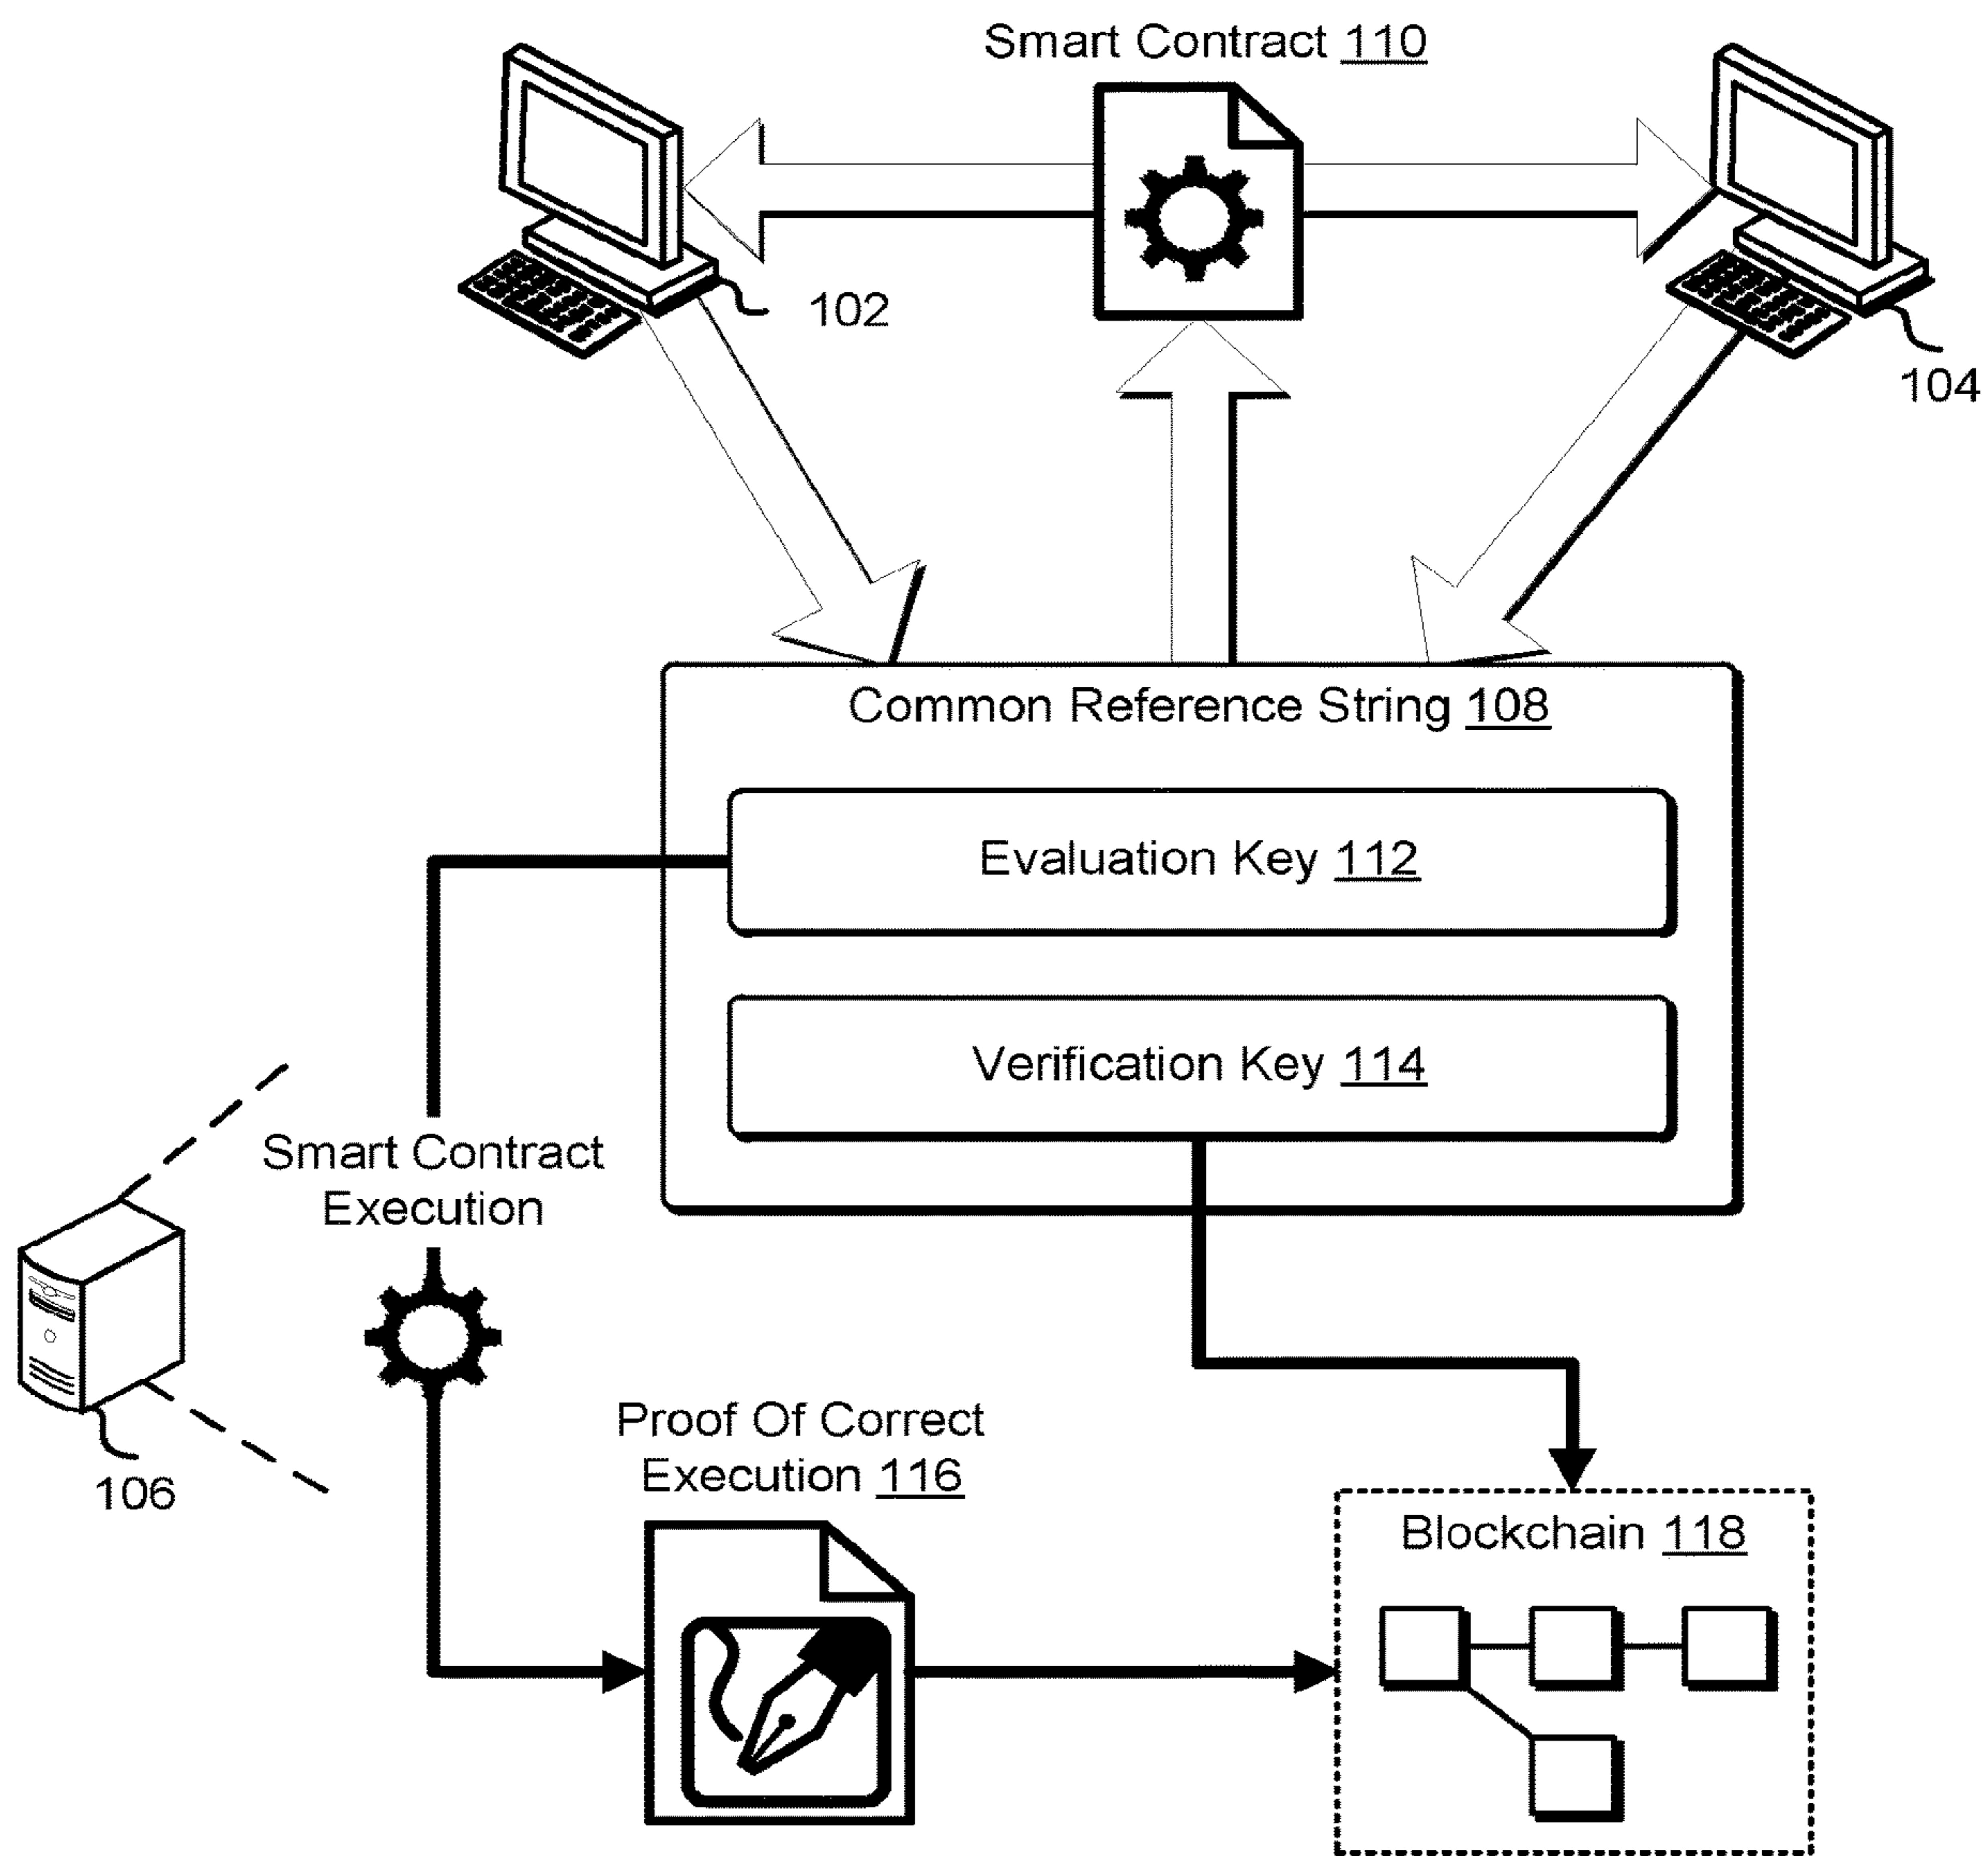 Smart Contract 110
102
104
Common Reference String 108
Evaluation Key 112
Verification Key 114
Smart Contract
Execution
106
Proof Of Correct
Execution 116
Blockchain 118